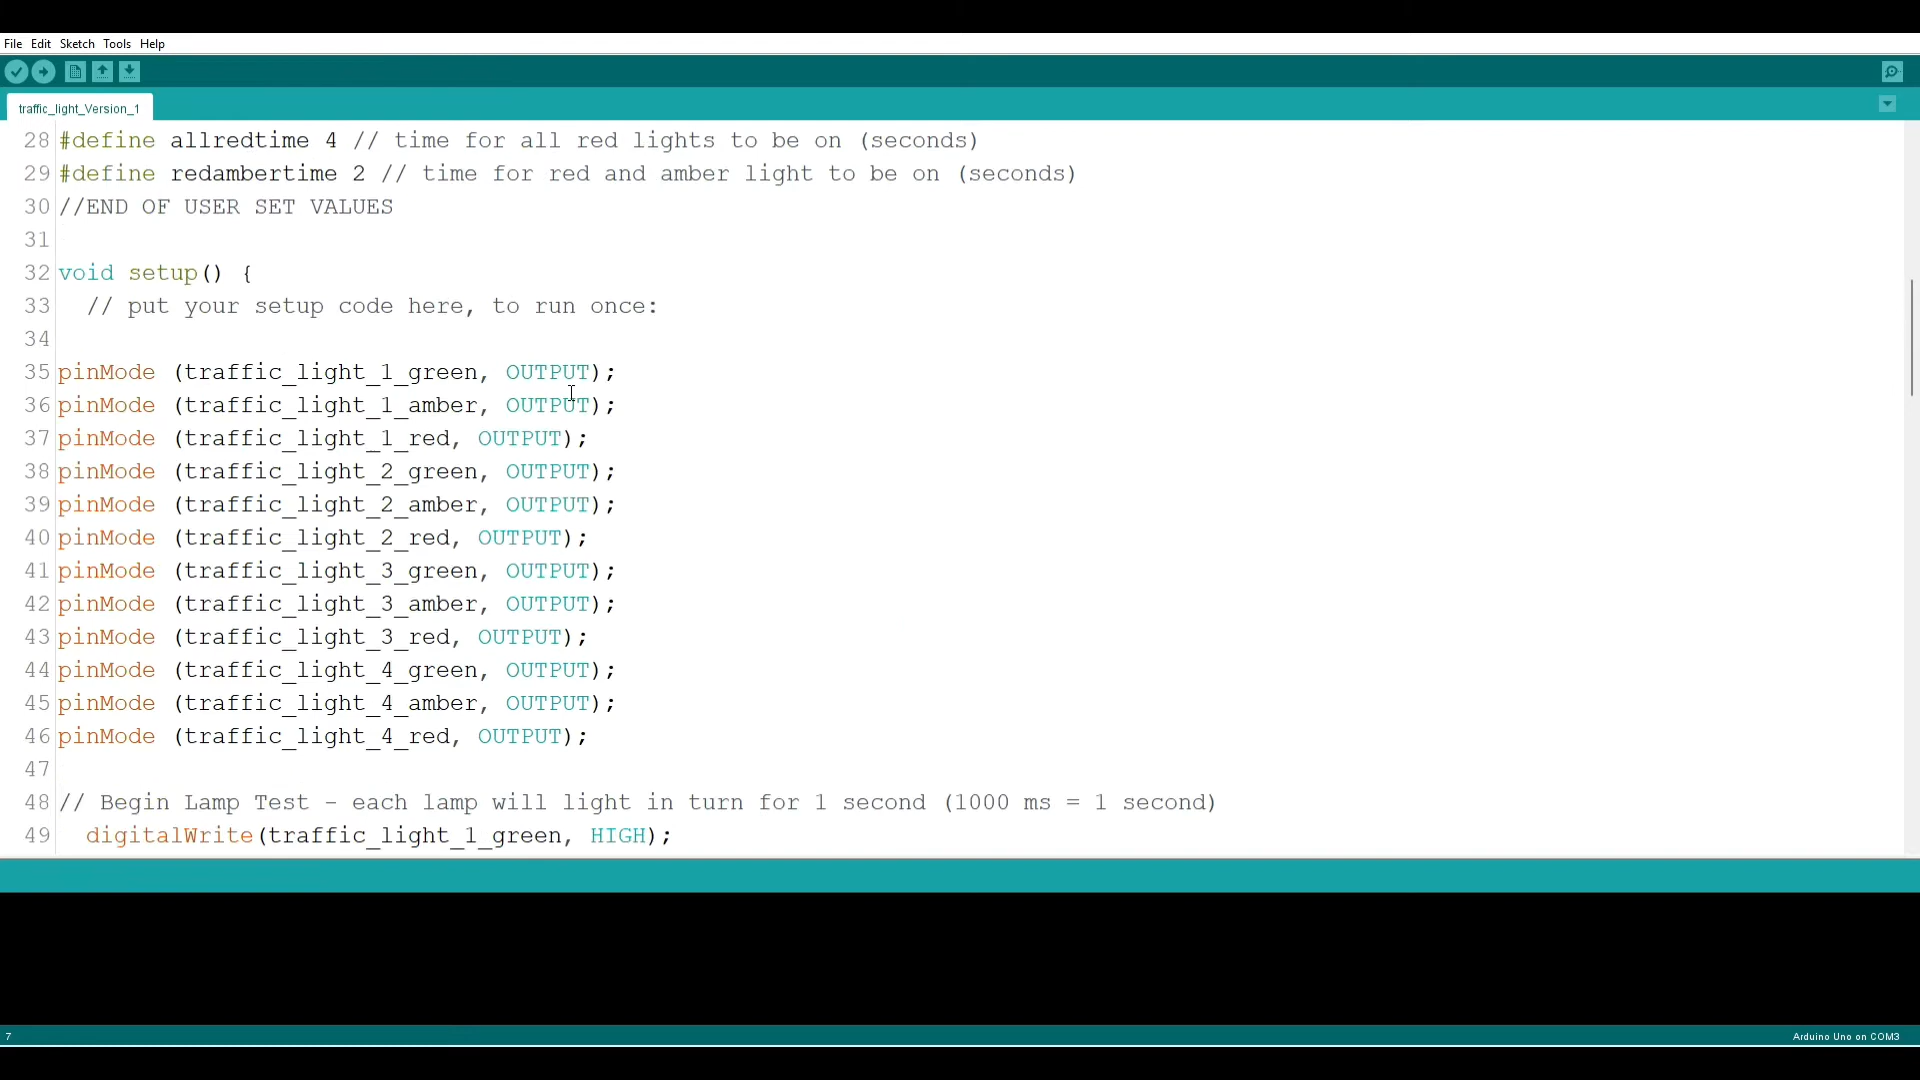 File Edit Sketch Tools Help
traffic_light_Version_1
28 #define allredtime 4 // time for all red lights to be on (seconds)
29 #define redambertime 2 // time for red and amber light to be on (seconds)
30 //END OF USER SET VALUES
31
32 void setup() {
33 // put your setup code here, to run once:
34
35 pinMode (traffic_light_1_green, OUTPUT);
36 pinMode (traffic_light_1_amber, OUTPUT);
37 pinMode (traffic_light_1_red, OUTPUT);
38 pinMode (traffic_light_2_green, OUTPUT);
39 pinMode (traffic_light_2_amber, OUTPUT);
40 pinMode (traffic_light_2_red, OUTPUT);
41 pinMode (traffic_light_3_green, OUTPUT);
42 pinMode (traffic_light_3_amber, OUTPUT);
43 pinMode (traffic_light_3_red, OUTPUT);
44 pinMode (traffic_light_4_green, OUTPUT);
45 pinMode (traffic_light_4_amber, OUTPUT);
46 pinMode (traffic_light_4_red, OUTPUT);
47
48 // Begin Lamp Test - each lamp will light in turn for 1 second (1000 ms = 1 second)
49 digitalWrite(traffic_light_1_green, HIGH);
7 Arduino Uno on COM3